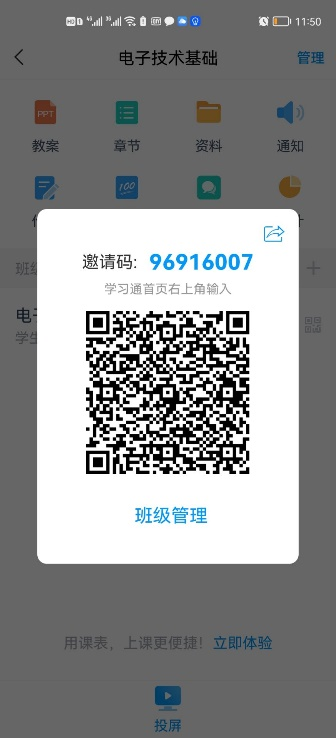 11:50
电子技术基础
管理
PPT
教案
章节
资料
通知
100
邀请码: 96916007
学习通首页右上角输入
班级管理
用课表，上课更便捷！ 立即体验
投屏